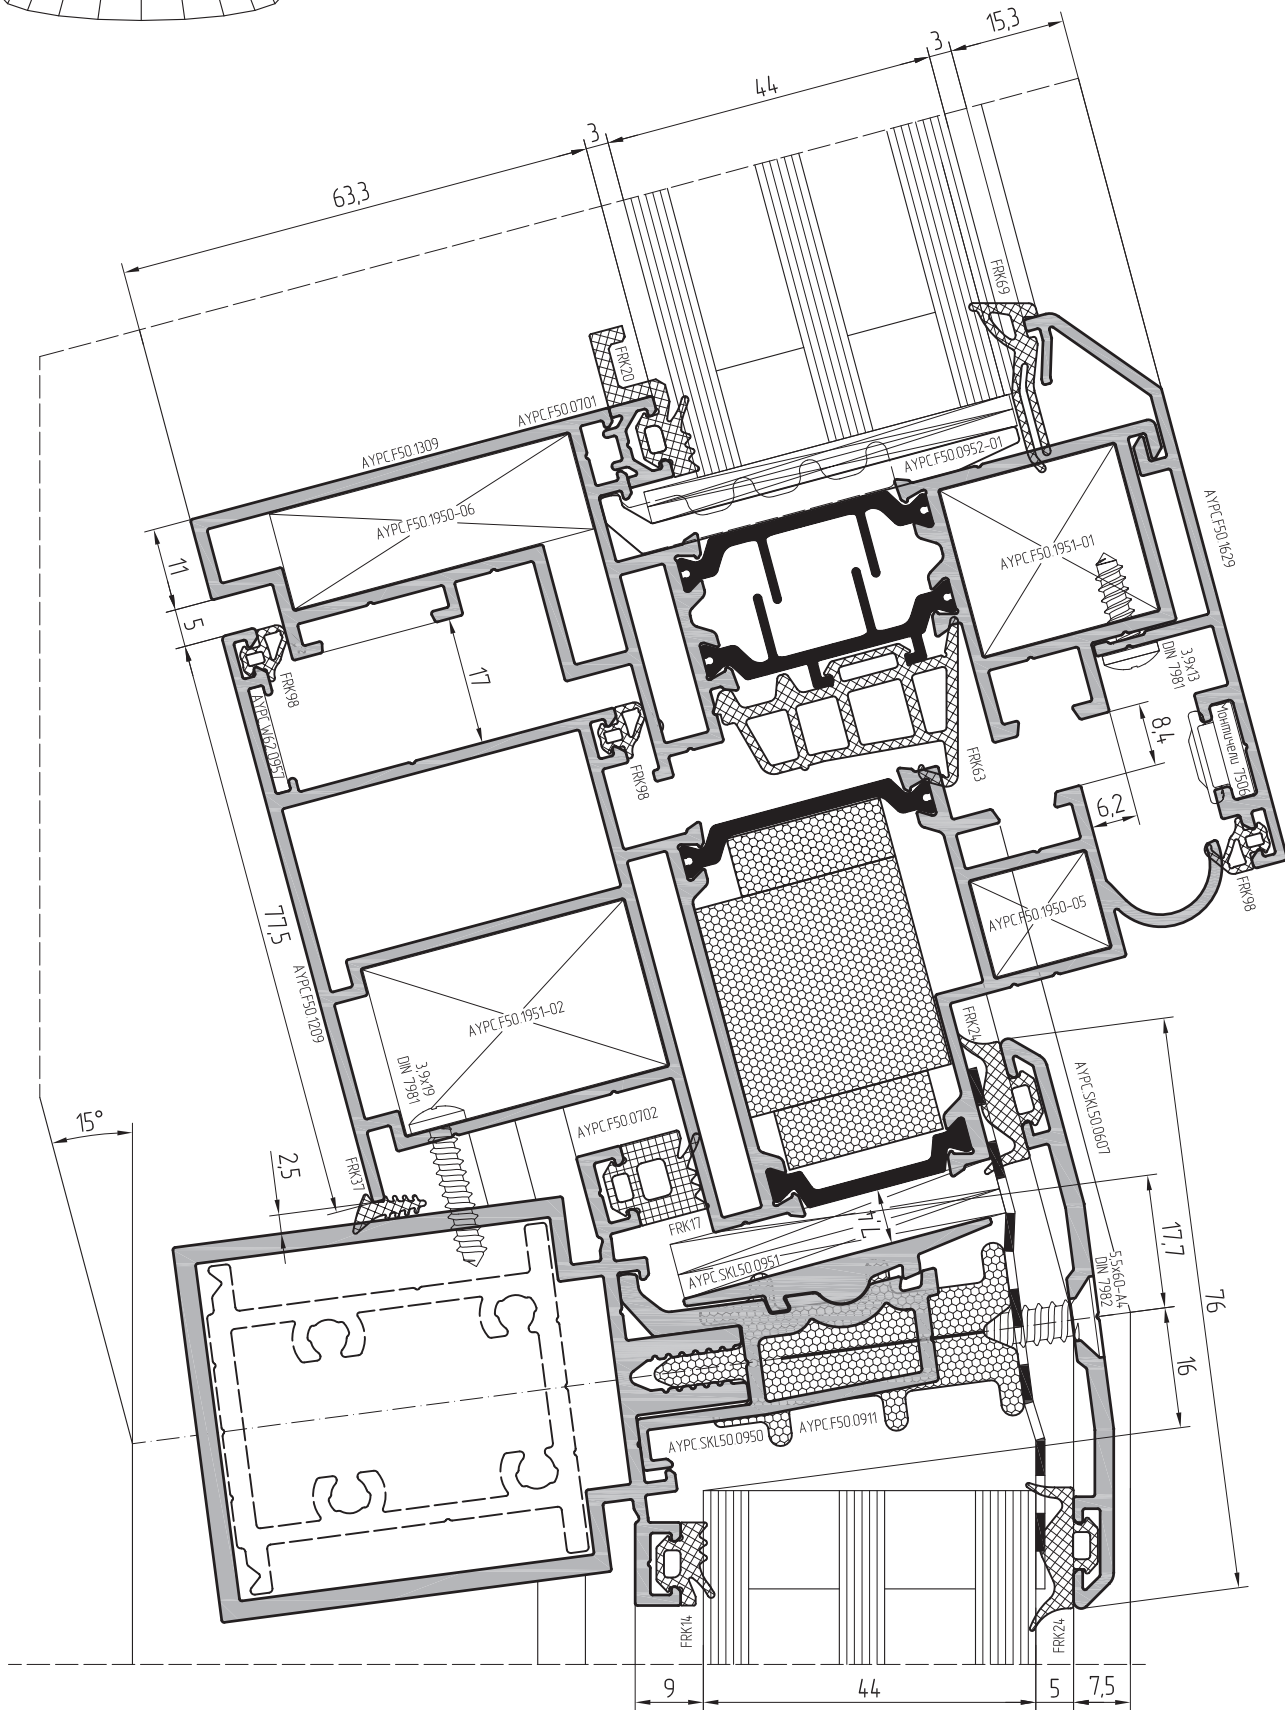 15,3
3
44
3
63,3
FRK69
FRK20
AYPC.F50.0701
AYPC.F50.1309
AYPC.F50.0952-01
AYPC.F50.1950-06
AYPC.F50.1951-01
AYPC.F50.1629
11
5
17
3,9x13
DIN 7981
FRK98
AYPC.W62.0957
8,4
Монтичели 7506
FRK98
FRK63
6,2
77,5
FRK98
AYPC.F50.1950-05
AYPC.F50.1209
AYPC.F50.1951-02
FRK24
3,9x19
DIN 7981
AYPC.SKL50.0607
15°
AYPC.F50.0702
2,5
FRK37
FRK17
7,4
17,7
AYPC.SKL50.0951
5,5x60-A4
DIN 7982
76
16
AYPC.SKL50.0950
AYPC.F50.0911
FRK14
FRK24
9
44
5
7,5